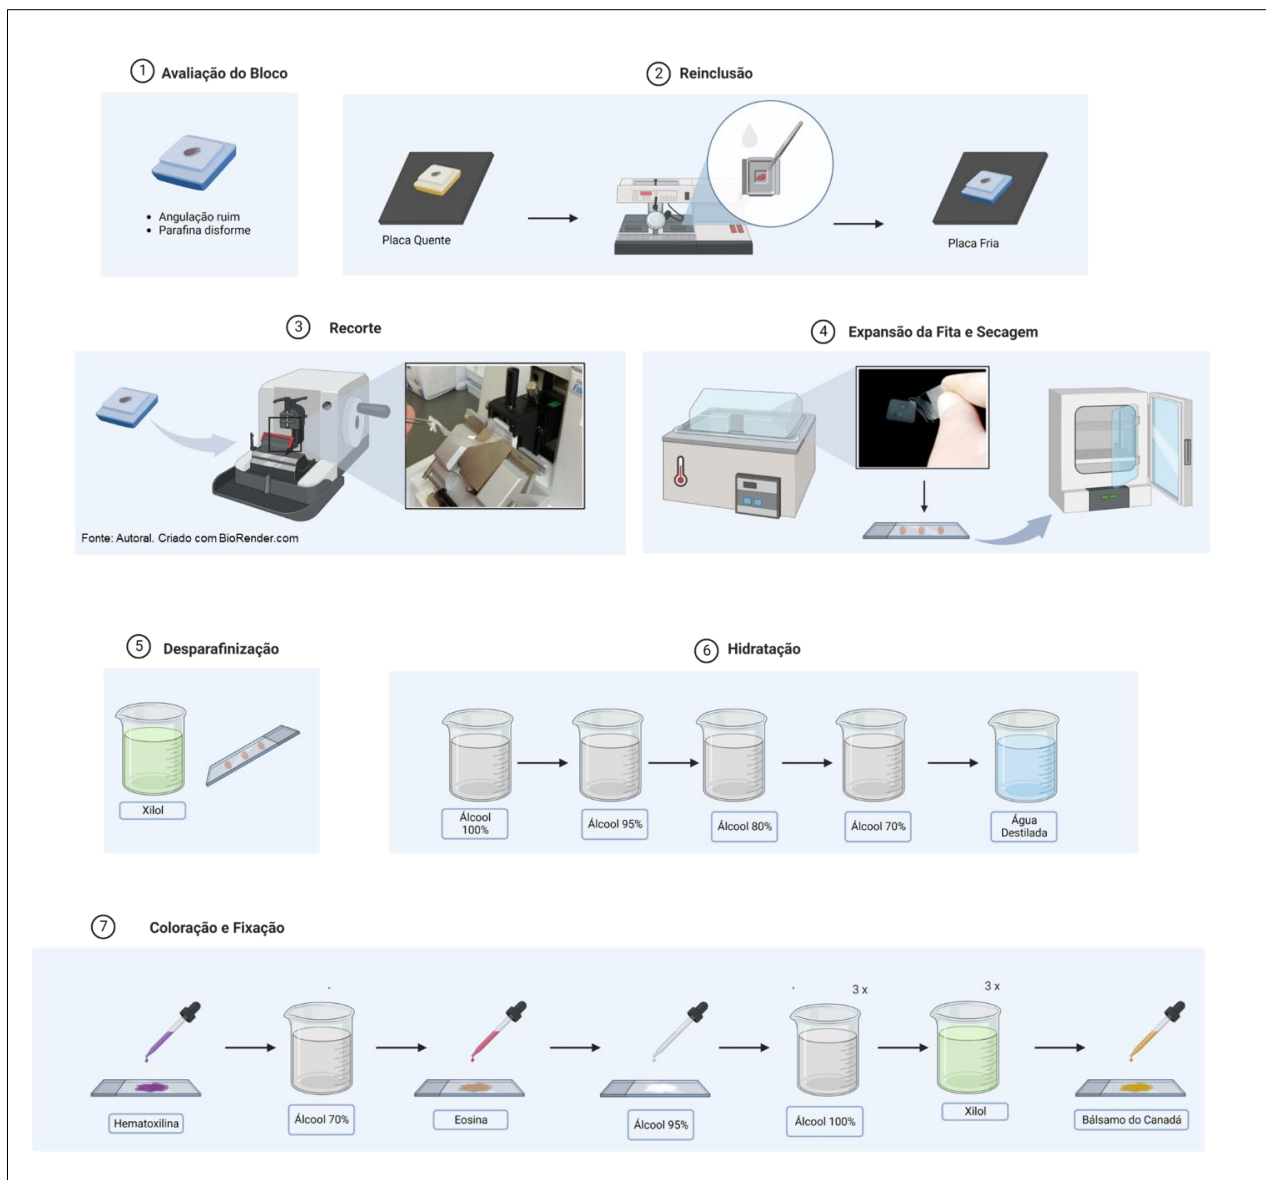 1 Avaliação do Bloco
• Angulação ruim
• Parafina disforme
2 Reinclusão
Placa Quente
Placa Fria
3 Recorte
Fonte: Autoral. Criado com BioRender.com
4 Expansão da Fita e Secagem
5 Desparafinização
Xilol
6 Hidratação
Álcool
100%
Álcool 95%
Álcool 80%
Álcool 70%
Água
Destilada
7 Coloração e Fixação
Hematoxilina
Álcool 70%
Eosina
Álcool 95%
3 x
Álcool 100%
3 x
Xilol
Bálsamo do Canadá